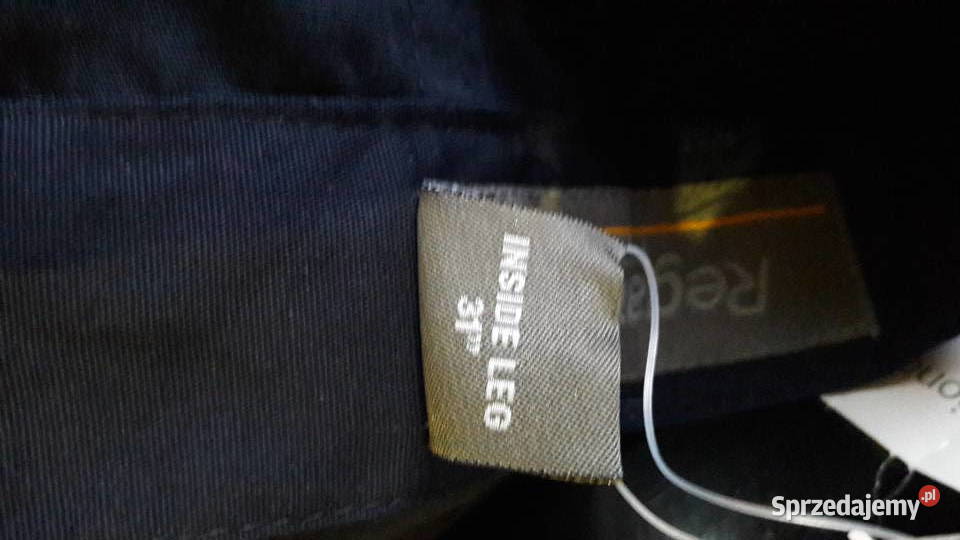 INSIDE LEG
31"
Rega
Sprzedajemy.pl